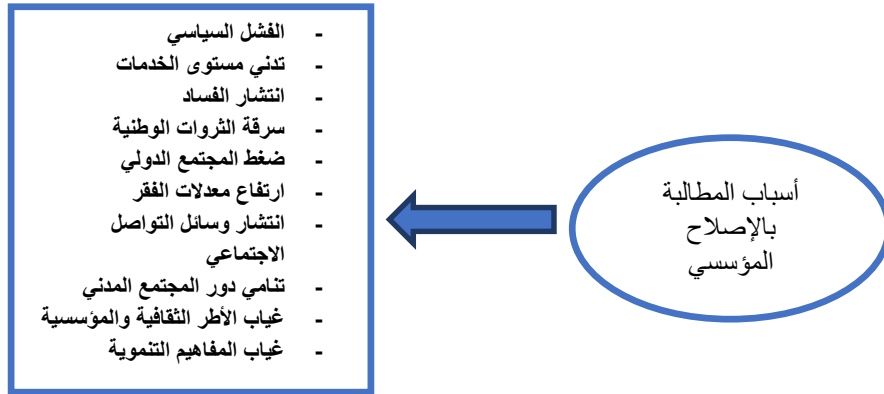 أسباب المطالبة
بالإصلاح
المؤسسي
- الفشل السياسي
- تدني مستوى الخدمات
- انتشار الفساد
- سرقة الثروات الوطنية
- ضغط المجتمع الدولي
- ارتفاع معدلات الفقر
- انتشار وسائل التواصل
الاجتماعي
- تنامي دور المجتمع المدني
- غياب الأطر الثقافية والمؤسسية
- غياب المفاهيم التنموية